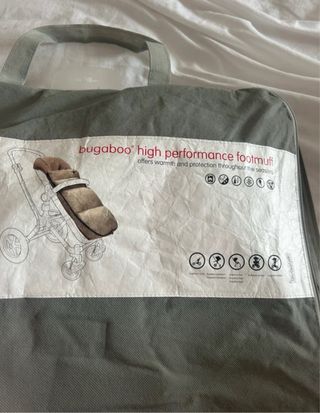 bugaboo® high performance footmuff
offers warmth and protection throughout the seasons